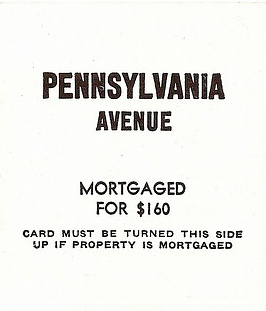 PENNSYLVANIA
AVENUE
MORTGAGED
FOR $160
CARD MUST BE TURNED THIS SIDE
UP IF PROPERTY IS MORTGAGED